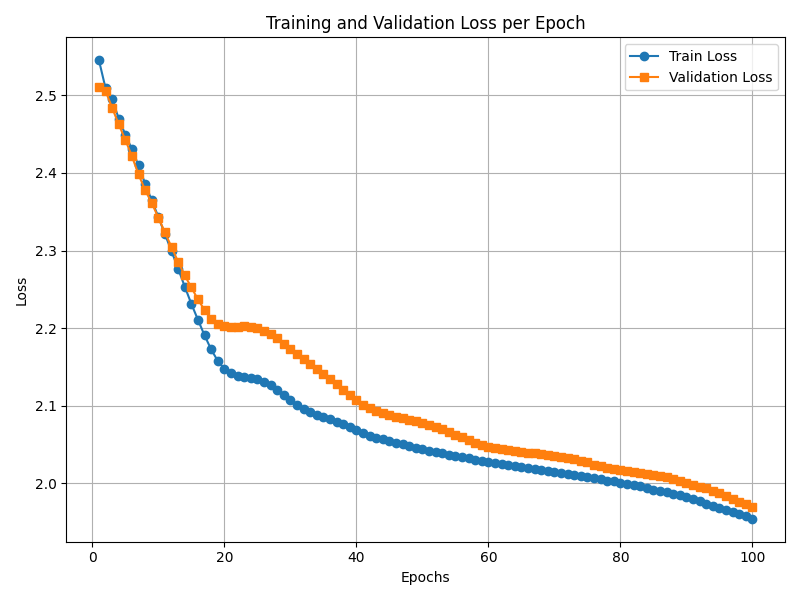 Training and Validation Loss per Epoch
Train Loss
Validation Loss
2.5
2.4
2.3
2.2
2.1
2.0
Loss
0 20 40 60 80 100
Epochs